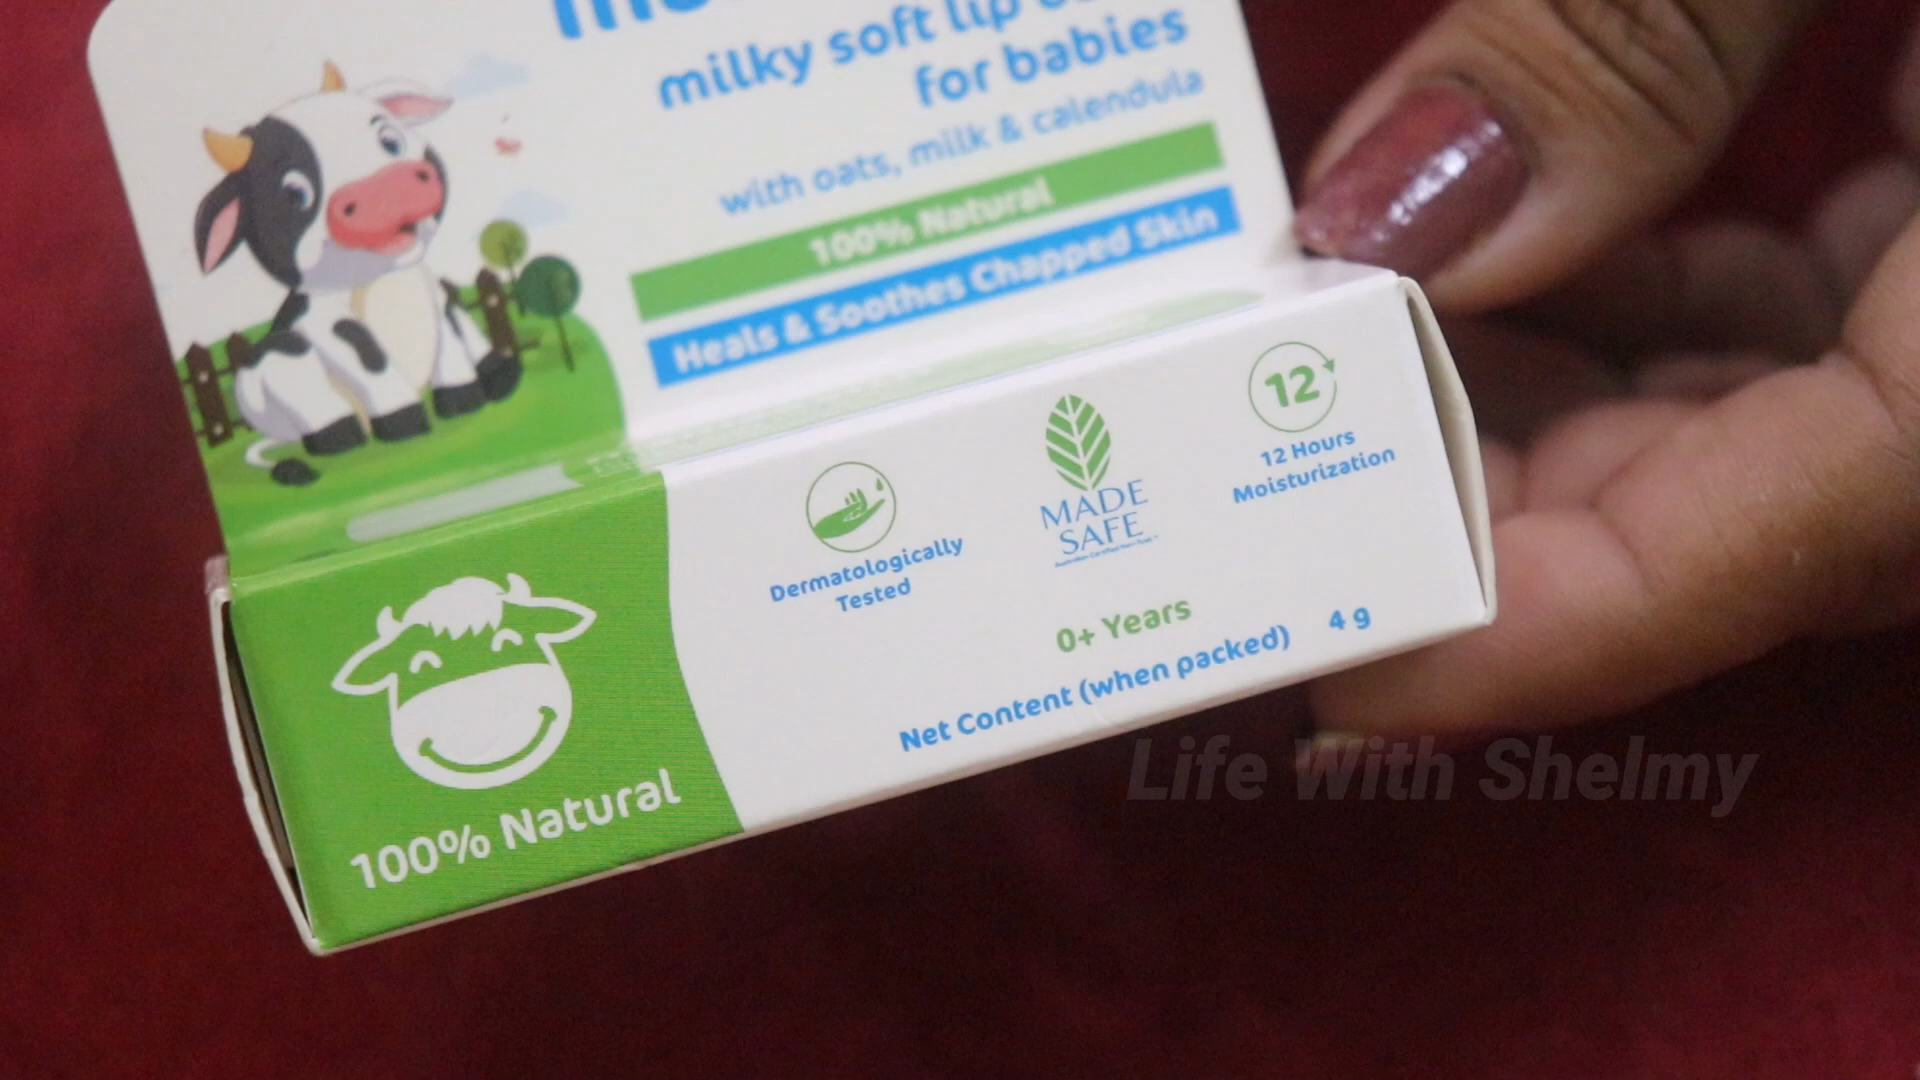 milky soft lip
for babies
with oats, milk & calendula
100% Natural
Heals & Soothes Chapped Skin
12
12 Hours
Moisturization
MADE
SAFE
Dermatologically
Tested
0+ Years
Net Content (when packed) 4 g
100% Natural
Life With Shelmy